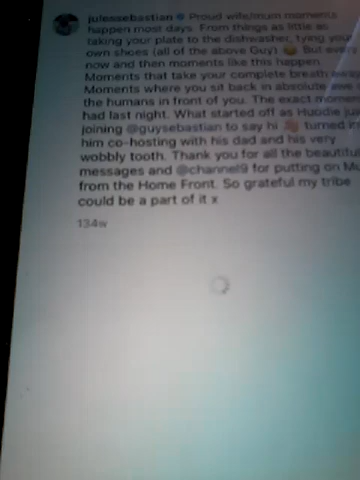 julessebastian Proud wife/mum moments
happen most days. From things as little as
taking your plate to the dishwasher, tying your
own shoes (all of the above Guy) 😂 But every
now and then moments like this happen.
Moments that take your complete breath away.
Moments where you sit back in absolute awe
the humans in front of you. The exact moment
had last night. What started off as Huddie
joining @guysebastian to say hi 👋🏼 turned
him co-hosting with his dad and his very
wobbly tooth. Thank you for all the beautiful
messages and @channel9 for putting on
from the Home Front. So grateful my tribe
could be a part of it x
134w